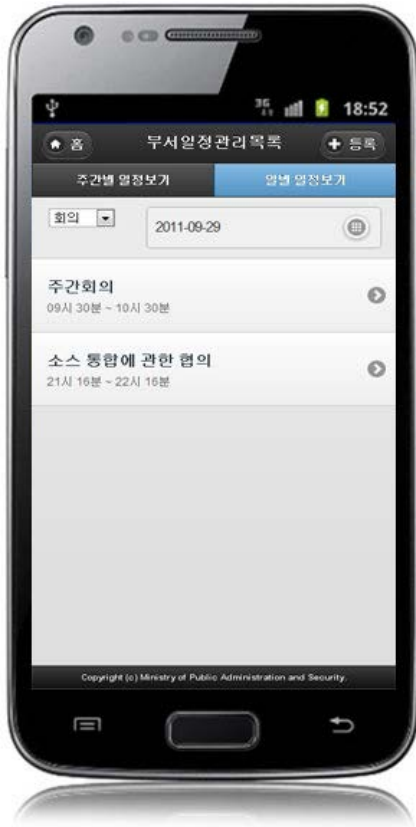 3G
18:52
홈
부서일정관리목록
등록
주간별 일정보기
일별 일정보기
회의
2011-09-29
주간회의
09시 30분 ~ 10시 30분
소스 통합에 관한 협의
21시 16분 ~ 22시 16분
Copyright (c) Ministry of Public Administration and Security.